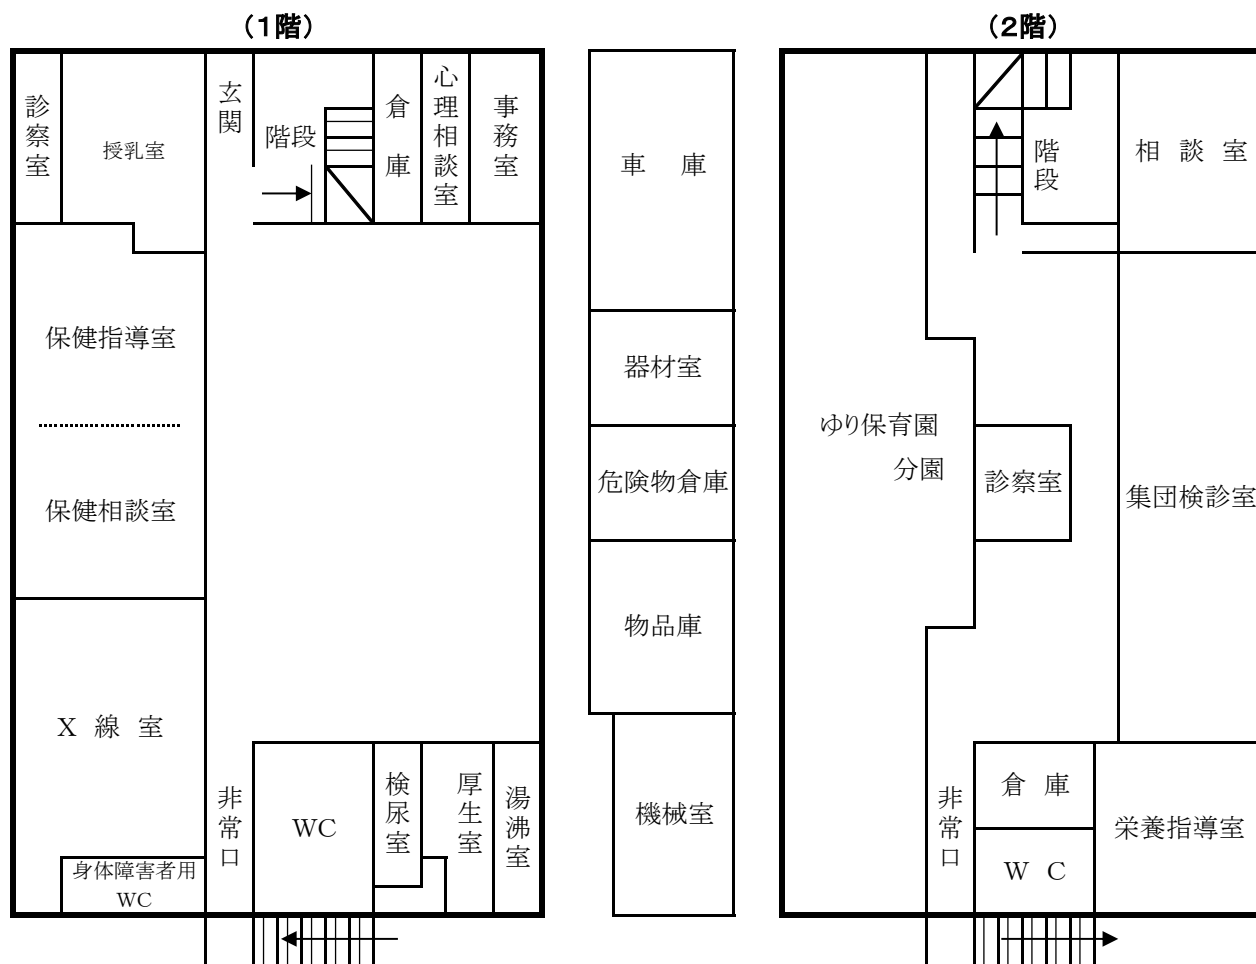 （１階）
（２階）
診察室
授乳室
玄関
階段
倉庫
心理相談室
事務室
保健指導室
保健相談室
X 線 室
身体障害者用
WC
非常口
WC
検尿室
厚生室
湯沸室
車 庫
器材室
危険物倉庫
物品庫
機械室
階段
相 談 室
ゆり保育園
分園
診察室
集団検診室
非常口
倉 庫
W C
栄養指導室